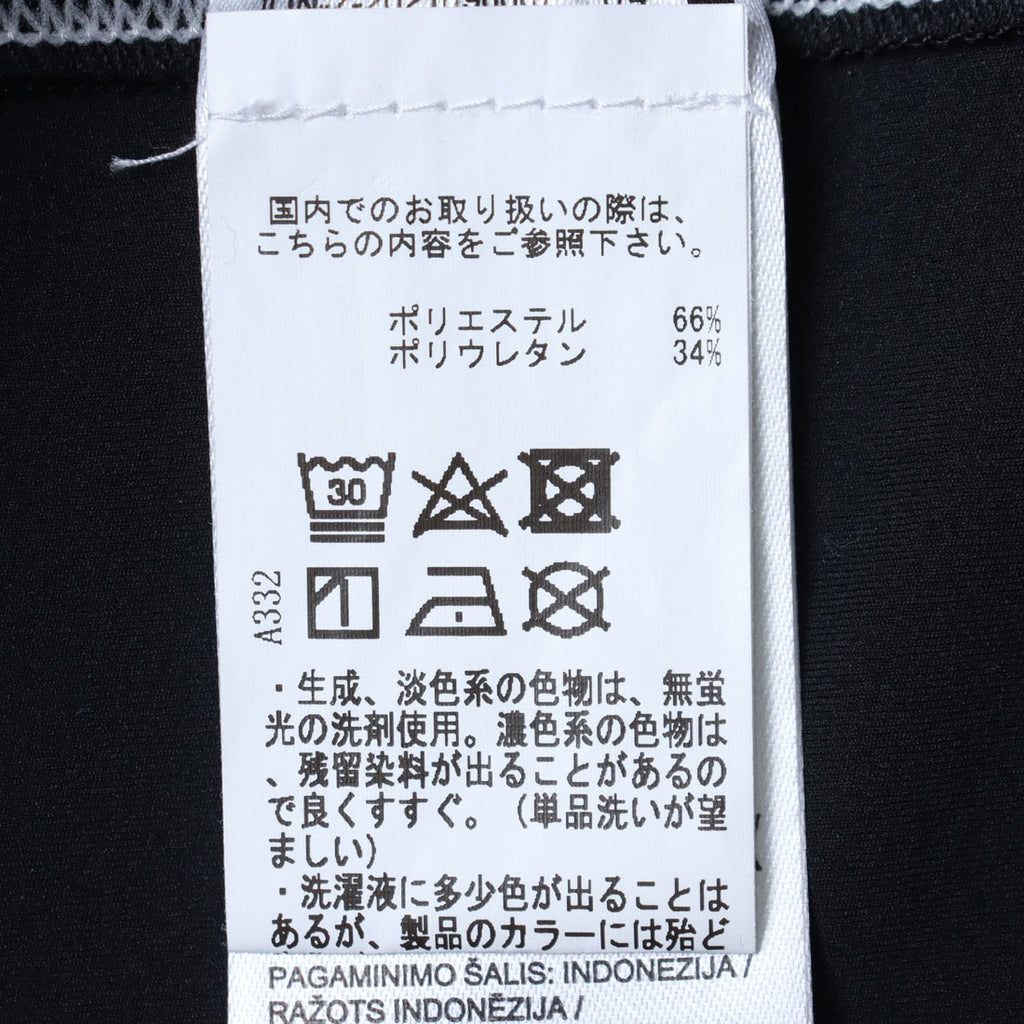 国内でのお取り扱いの際は、
こちらの内容をご参照下さい。
ポリエステル 66%
ポリウレタン 34%
30
A332
・生成、淡色系の色物は、無蛍
光の洗剤使用。濃色系の色物は
、残留染料が出ることがあるの
で良くすすぐ。（単品洗いが望
ましい）
・洗濯液に多少色が出ることは
あるが、製品のカラーには殆ど
PAGAMINIMO ŠALIS: INDONEZIJA /
RAŽOTS INDONĒZIJA /